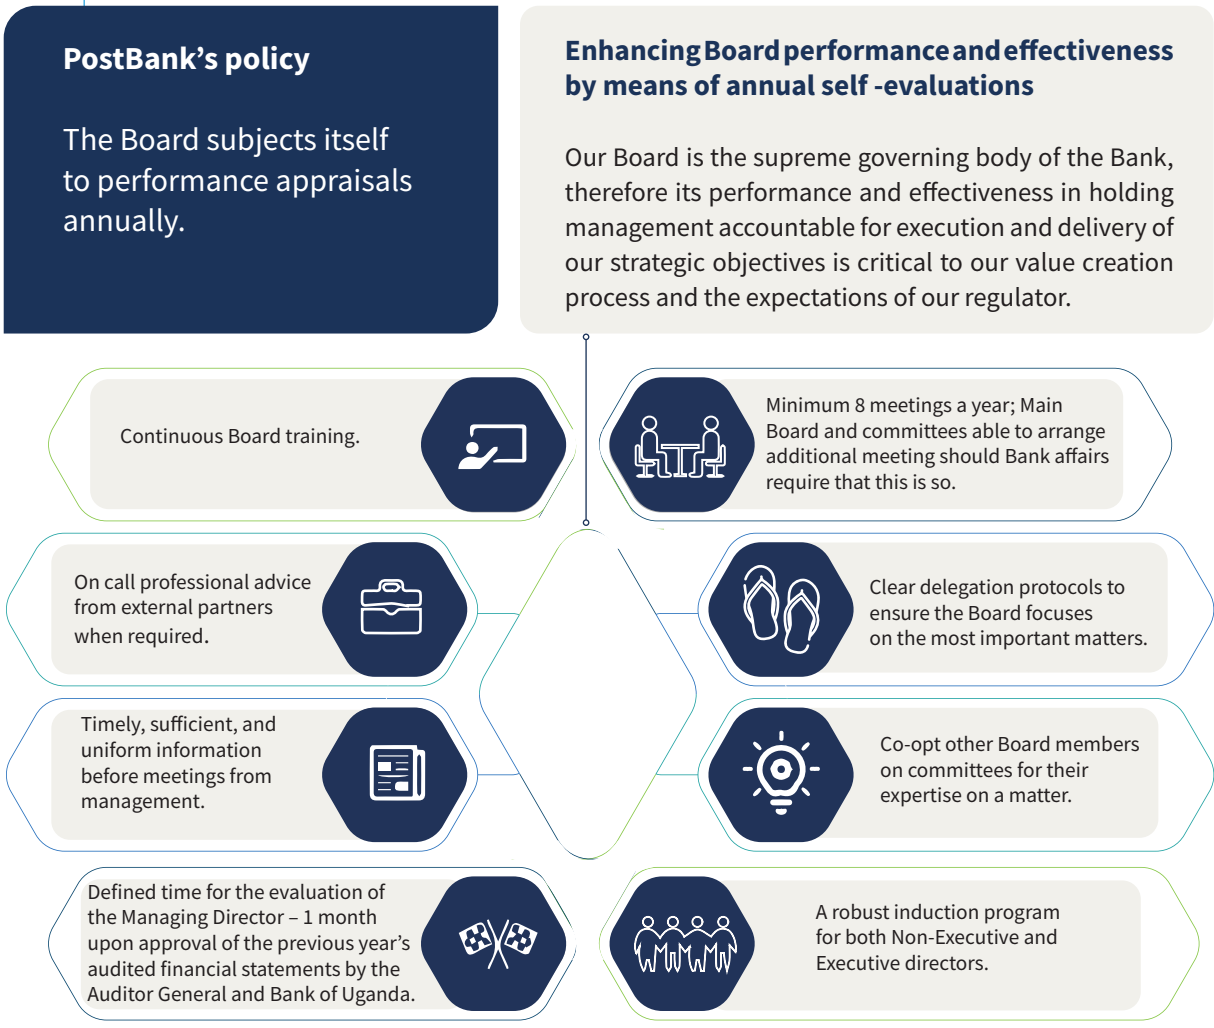 PostBank's policy
The Board subjects itself
to performance appraisals
annually.
Enhancing Board performance and effectiveness
by means of annual self -evaluations
Our Board is the supreme governing body of the Bank,
therefore its performance and effectiveness in holding
management accountable for execution and delivery of
our strategic objectives is critical to our value creation
process and the expectations of our regulator.
Continuous Board training.
Minimum 8 meetings a year; Main
Board and committees able to arrange
additional meeting should Bank affairs
require that this is so.
On call professional advice
from external partners
when required.
Clear delegation protocols to
ensure the Board focuses
on the most important matters.
Timely, sufficient, and
uniform information
before meetings from
management.
Co-opt other Board members
on committees for their
expertise on a matter.
Defined time for the evaluation of
the Managing Director – 1 month
upon approval of the previous year's
audited financial statements by the
Auditor General and Bank of Uganda.
A robust induction program
for both Non-Executive and
Executive directors.